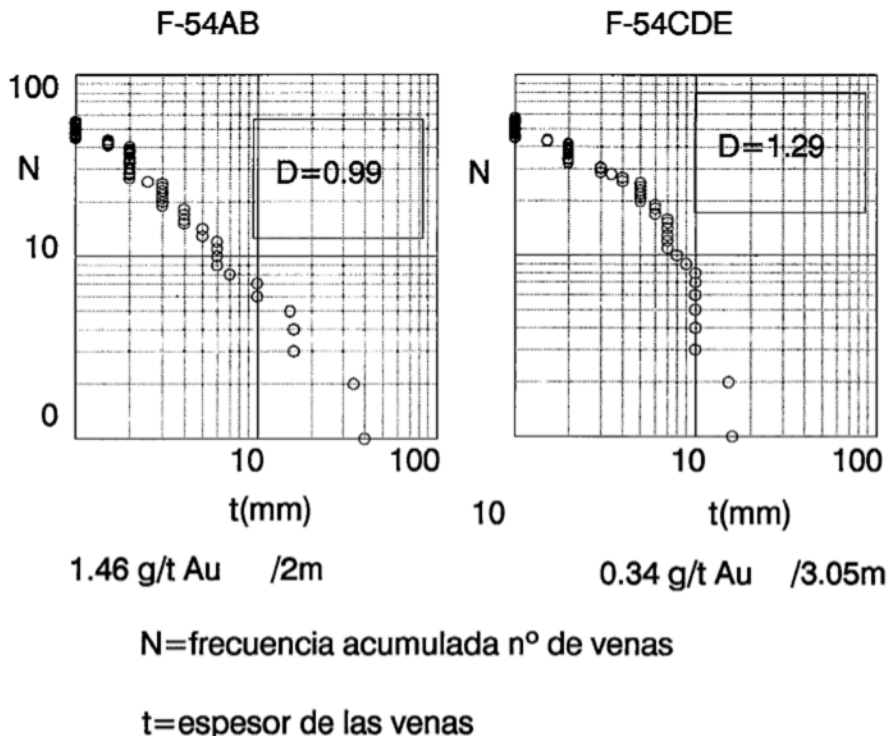 F-54AB
F-54CDE
100
N
D=0.99
10
0
10
100
t(mm)
N
D=1.29
10
100
t(mm)
10
1.46 g/t Au /2m
0.34 g/t Au /3.05m
N=frecuencia acumulada nº de venas
t=espesor de las venas